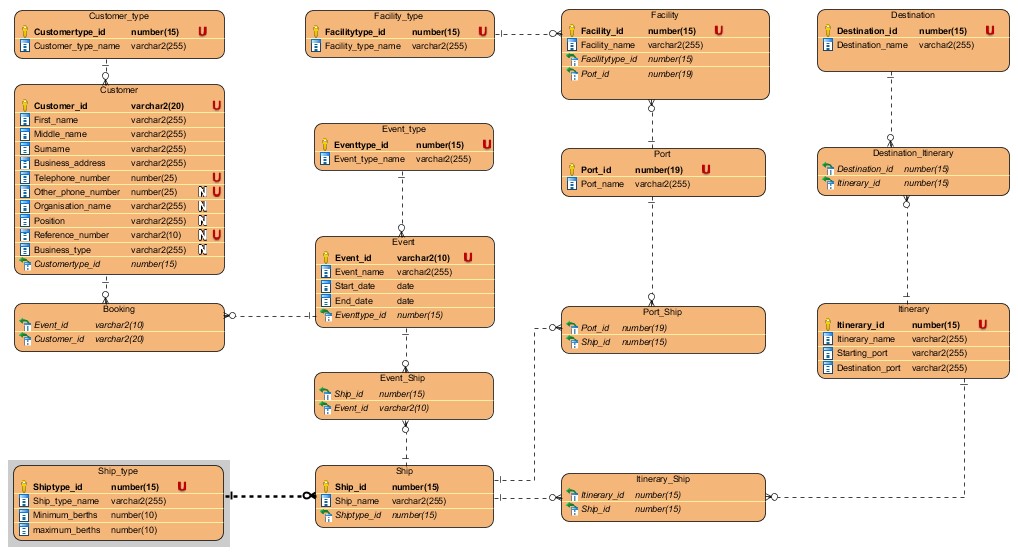 Customer_type
Customertype_id number(15) U
Customer_type_name varchar2(255)
Facility_type
Facilitytype_id number(15) U
Facility_type_name varchar2(255)
Facility
Facility_id number(15) U
Facility_name varchar2(255)
Facilitytype_id number(15)
Port_id number(19)
Destination
Destination_id number(15) U
Destination_name varchar2(255)
Customer
Customer_id varchar2(20) U
First_name varchar2(255)
Middle_name varchar2(255)
Surname varchar2(255)
Business_address varchar2(255)
Telephone_number number(25) U
Other_phone_number number(25) N U
Organisation_name varchar2(255) N
Position varchar2(255) N
Reference_number varchar2(10) N U
Business_type varchar2(255) N
Customertype_id number(15)
Event_type
Eventtype_id number(15) U
Event_type_name varchar2(255)
Port
Port_id number(19) U
Port_name varchar2(255)
Destination_Itinerary
Destination_id number(15)
Itinerary_id number(15)
Event
Event_id varchar2(10) U
Event_name varchar2(255)
Start_date date
End_date date
Eventtype_id number(15)
Booking
Event_id varchar2(10)
Customer_id varchar2(20)
Port_Ship
Port_id number(19)
Ship_id number(15)
Itinerary
Itinerary_id number(15) U
Itinerary_name varchar2(255)
Starting_port varchar2(255)
Destination_port varchar2(255)
Event_Ship
Ship_id number(15)
Event_id varchar2(10)
Ship_type
Shiptype_id number(15) U
Ship_type_name varchar2(255)
Minimum_berths number(10)
maximum_berths number(10)
Ship
Ship_id number(15)
Ship_name varchar2(255)
Shiptype_id number(15)
Itinerary_Ship
Itinerary_id number(15)
Ship_id number(15)